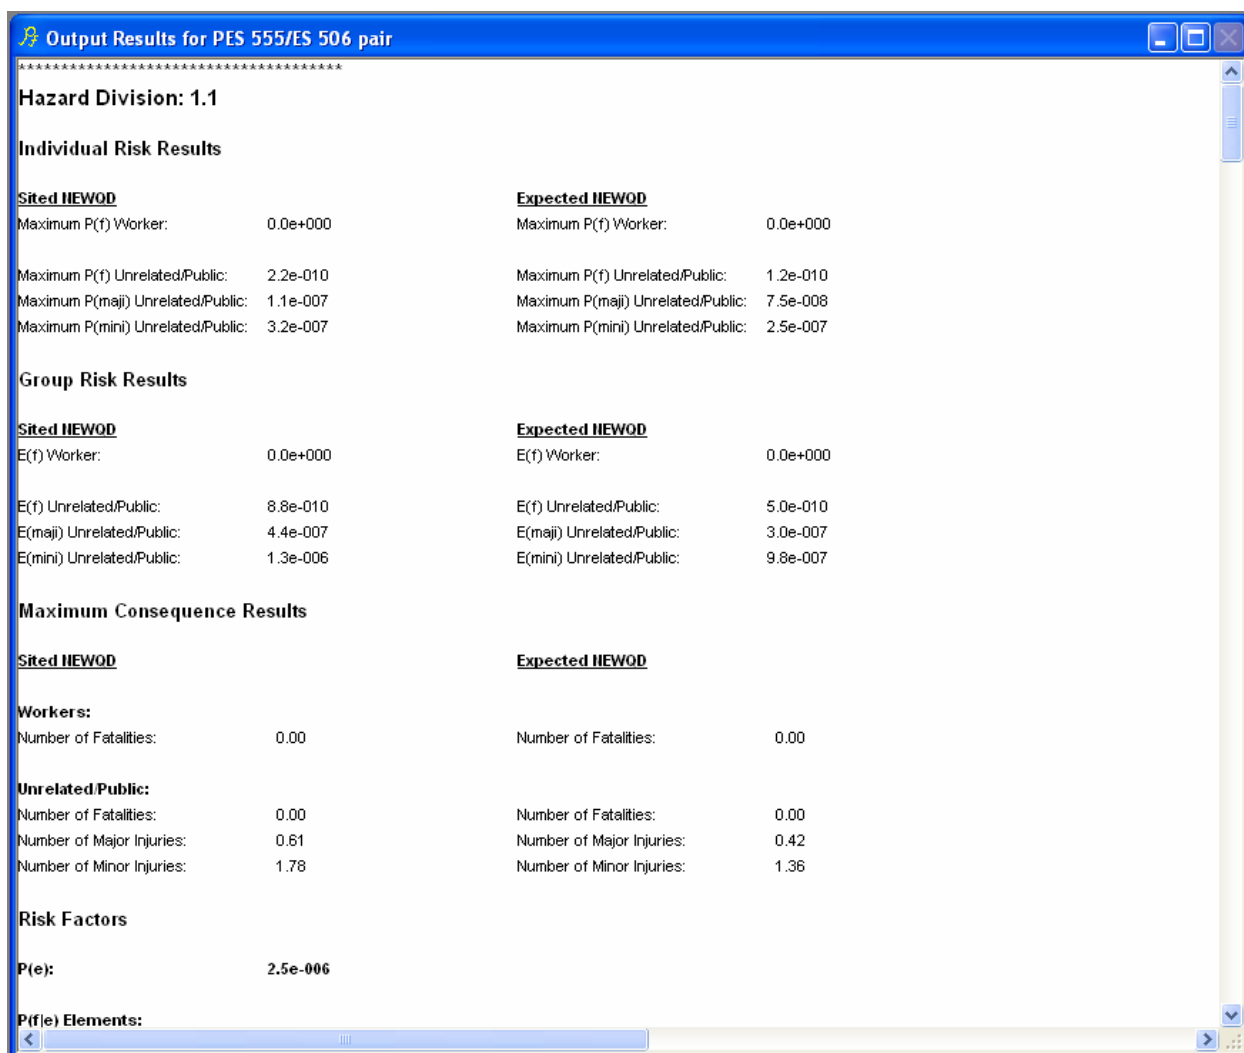 Output Results for PES 555/ES 506 pair
**************************************
Hazard Division: 1.1
Individual Risk Results
Sited NEWQD Expected NEWQD
Maximum P(f) Worker: 0.0e+000 Maximum P(f) Worker: 0.0e+000
Maximum P(f) Unrelated/Public: 2.2e-010 Maximum P(f) Unrelated/Public: 1.2e-010
Maximum P(maji) Unrelated/Public: 1.1e-007 Maximum P(maji) Unrelated/Public: 7.5e-008
Maximum P(mini) Unrelated/Public: 3.2e-007 Maximum P(mini) Unrelated/Public: 2.5e-007
Group Risk Results
Sited NEWQD Expected NEWQD
E(f) Worker: 0.0e+000 E(f) Worker: 0.0e+000
E(f) Unrelated/Public: 8.8e-010 E(f) Unrelated/Public: 5.0e-010
E(maji) Unrelated/Public: 4.4e-007 E(maji) Unrelated/Public: 3.0e-007
E(mini) Unrelated/Public: 1.3e-006 E(mini) Unrelated/Public: 9.8e-007
Maximum Consequence Results
Sited NEWQD Expected NEWQD
Workers:
Number of Fatalities: 0.00 Number of Fatalities: 0.00
Unrelated/Public:
Number of Fatalities: 0.00 Number of Fatalities: 0.00
Number of Major Injuries: 0.61 Number of Major Injuries: 0.42
Number of Minor Injuries: 1.78 Number of Minor Injuries: 1.36
Risk Factors
P(e): 2.5e-006
P(f|e) Elements: